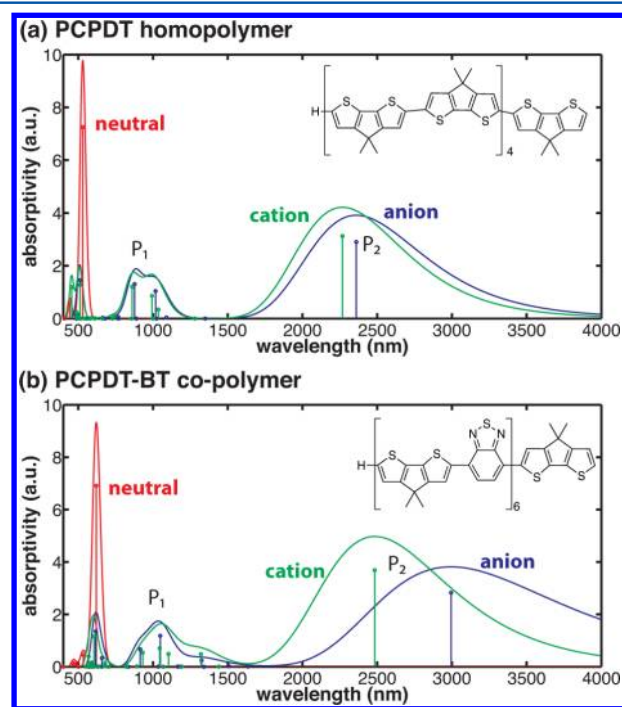 (a) PCPDT homopolymer
10
8
6
4
2
0
absorptivity (a.u.)
neutral
P1
cation
anion
P2
H
S
S
S
S
4
S
S
500 1000 1500 2000 2500 3000 3500 4000
wavelength (nm)
(b) PCPDT-BT co-polymer
10
8
6
4
2
0
absorptivity (a.u.)
neutral
P1
cation
P2
anion
H
S
S
N
S
N
6
S
S
500 1000 1500 2000 2500 3000 3500 4000
wavelength (nm)